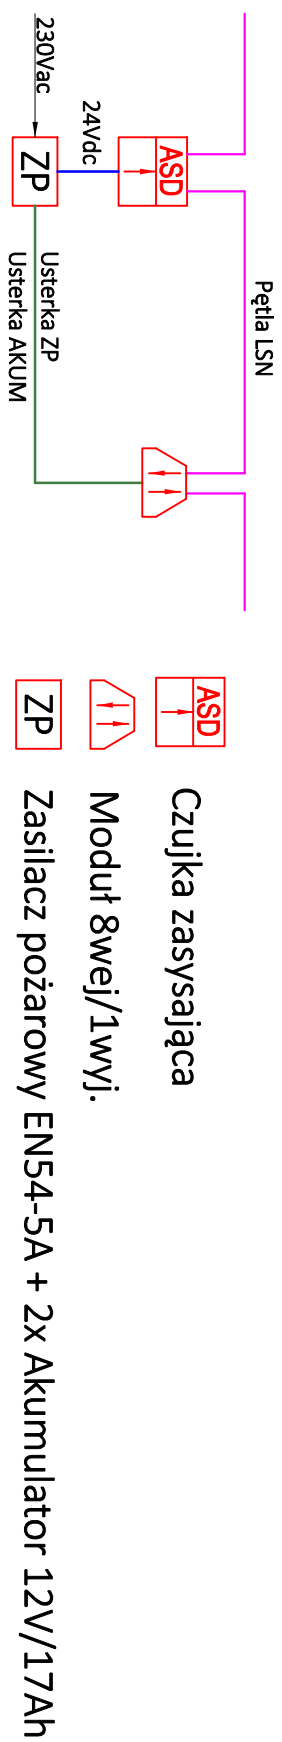 Pętla LSN
ASD
24Vdc
230Vac
ZP
Usterka ZP
Usterka AKUM
ASD
Czujka zasysająca
Moduł 8wej/1wyj.
ZP
Zasilacz pożarowy EN54-5A + 2x Akumulator 12V/17Ah